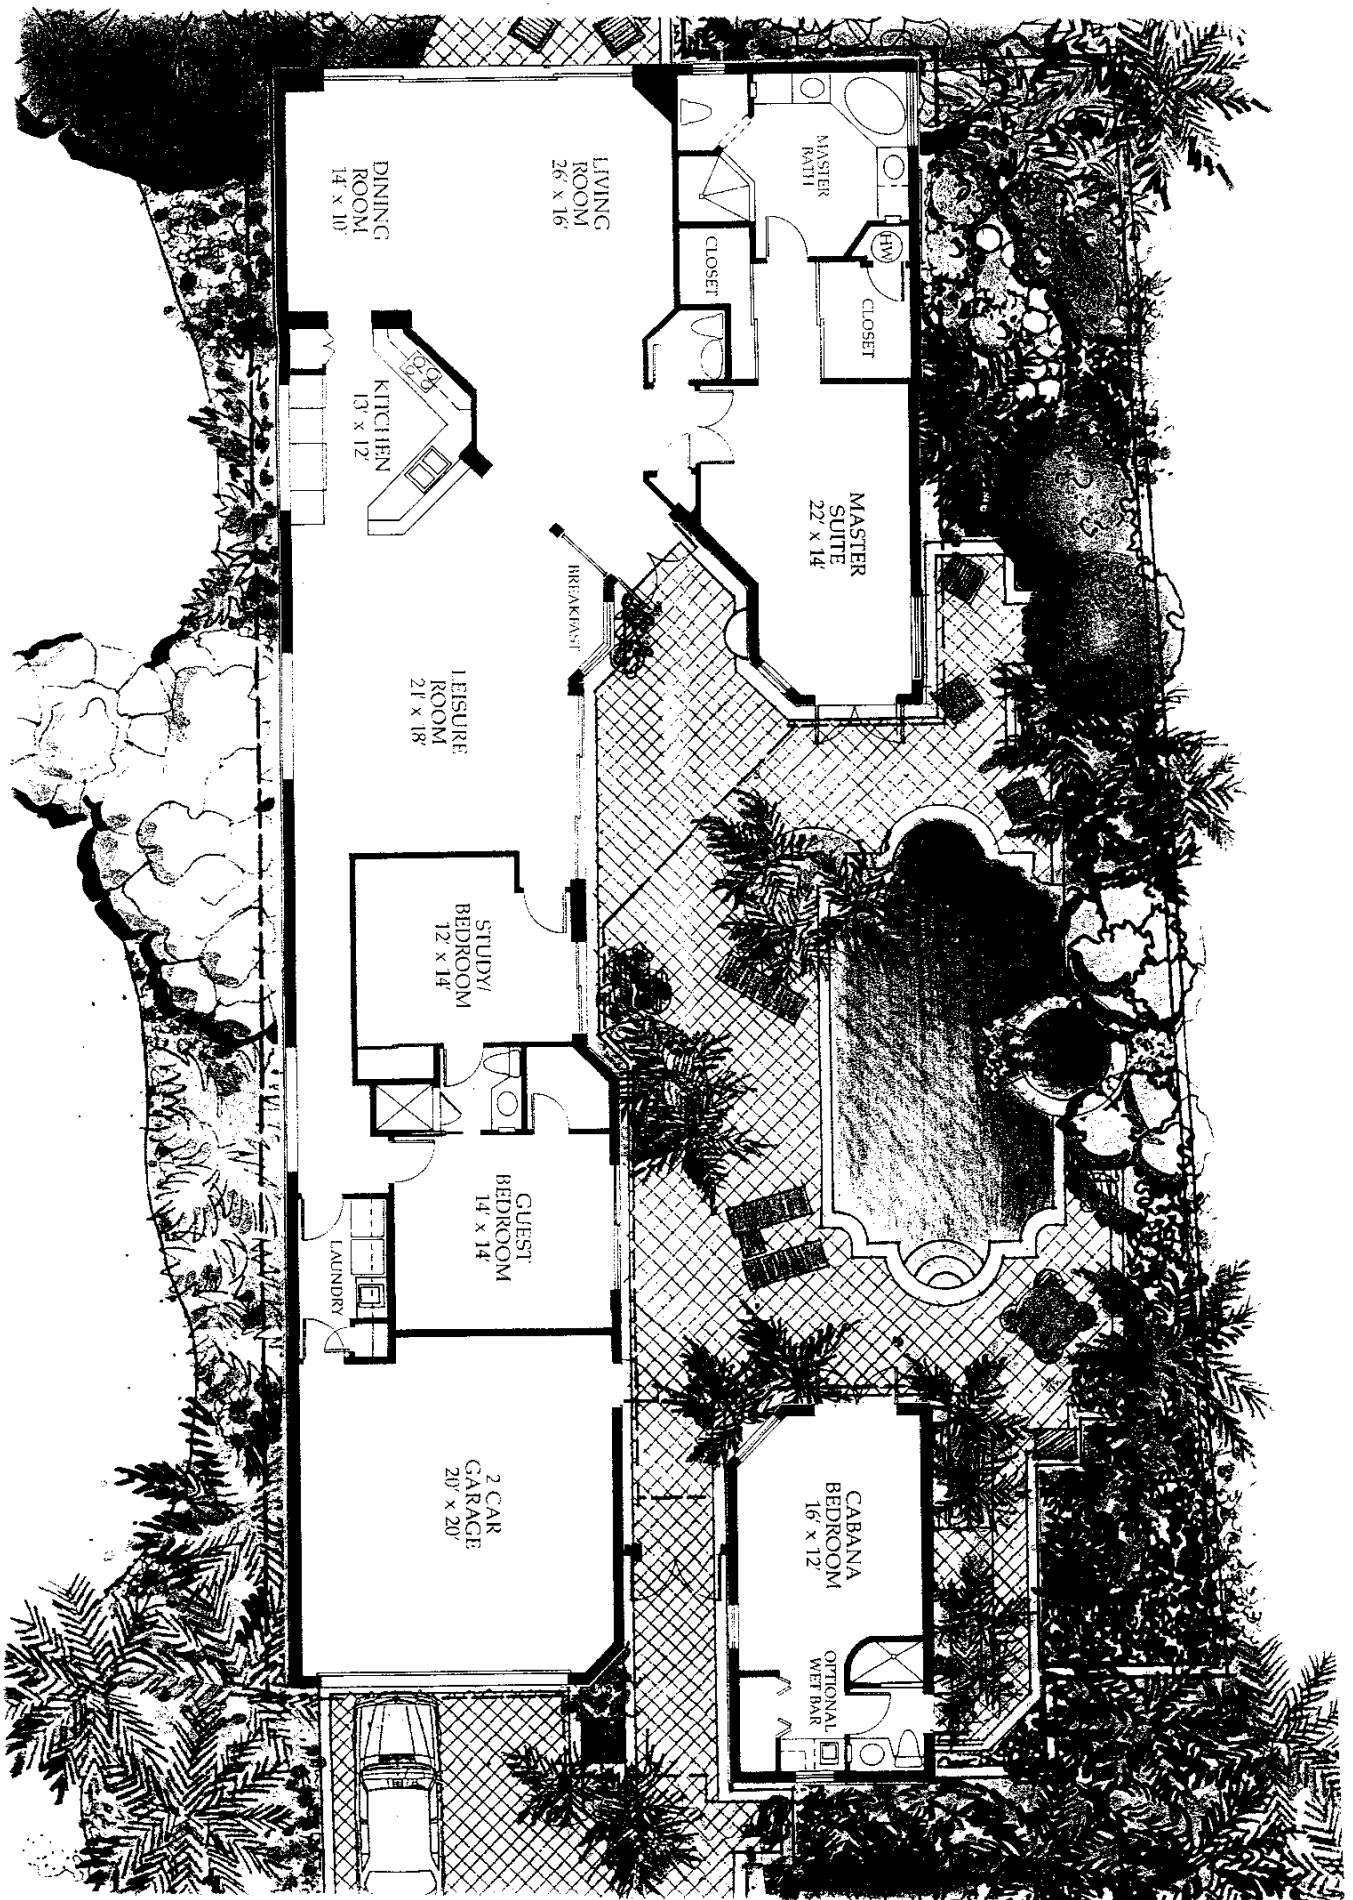 MASTER
BATH
LIVING
ROOM
26' x 16'
DINING
ROOM
14' x 10'
HW
CLOSET
CLOSET
KITCHEN
13' x 12'
MASTER
SUITE
22' x 14'
BREAKFAST
LEISURE
ROOM
21' x 18'
STUDY/
BEDROOM
12' x 14'
GUEST
BEDROOM
14' x 14'
LAUNDRY
2 CAR
GARAGE
20' x 20'
CABANA
BEDROOM
16' x 12'
OPTIONAL
WET BAR